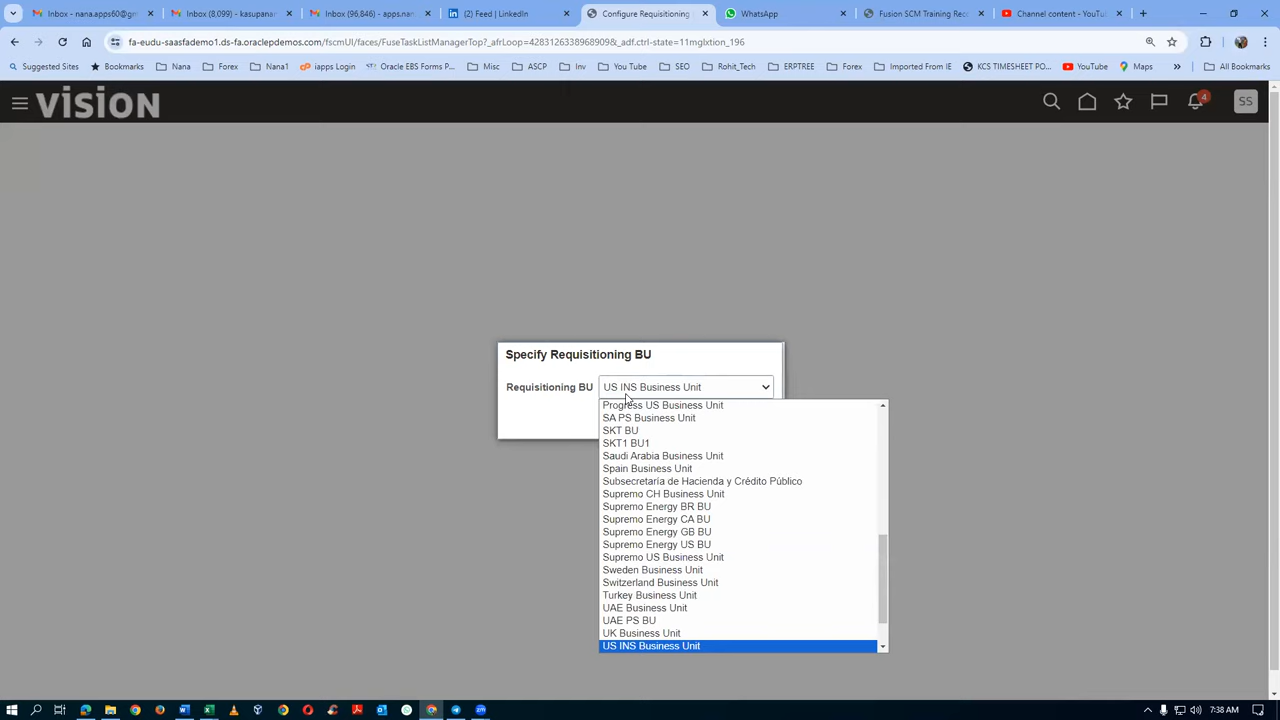 Inbox - nana.apps60@gm
Inbox (8,099) - kasupanan
Inbox (96,846) - apps.nan
(2) Feed | LinkedIn
Configure Requisitioning
WhatsApp
Fusion SCM Training Rec
Channel content - YouTu
fa-eudu-saasfademo1.ds-fa.oraclepdemos.com/fscmUI/faces/FuseTaskListManagerTop?_afrLoop=4283126338968909&_adf.ctrl-state=11mglxtion_196
Suggested Sites
Bookmarks
Nana
Forex
Nana1
iapps Login
Oracle EBS Forms P...
Misc
ASCP
Inv
You Tube
SEO
Rohit_Tech
ERPTREE
Forex
Imported From IE
KCS TIMESHEET PO...
YouTube
Maps
All Bookmarks
VISION
4
SS
Specify Requisitioning BU
Requisitioning BU US INS Business Unit
Progress US Business Unit
SA PS Business Unit
SKT BU
SKT1 BU1
Saudi Arabia Business Unit
Spain Business Unit
Subsecretaría de Hacienda y Crédito Público
Supremo CH Business Unit
Supremo Energy BR BU
Supremo Energy CA BU
Supremo Energy GB BU
Supremo Energy US BU
Supremo US Business Unit
Sweden Business Unit
Switzerland Business Unit
Turkey Business Unit
UAE Business Unit
UAE PS BU
UK Business Unit
US INS Business Unit
7:38 AM